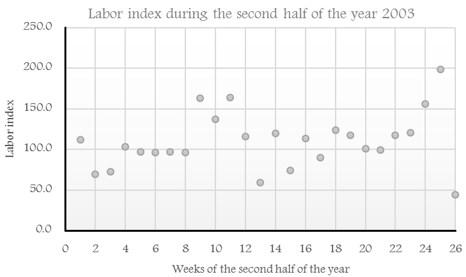 Labor index during the second half of the year 2003
250.0
200.0
150.0
100.0
50.0
0.0
Labor index
0 2 4 6 8 10 12 14 16 18 20 22 24 26
Weeks of the second half of the year